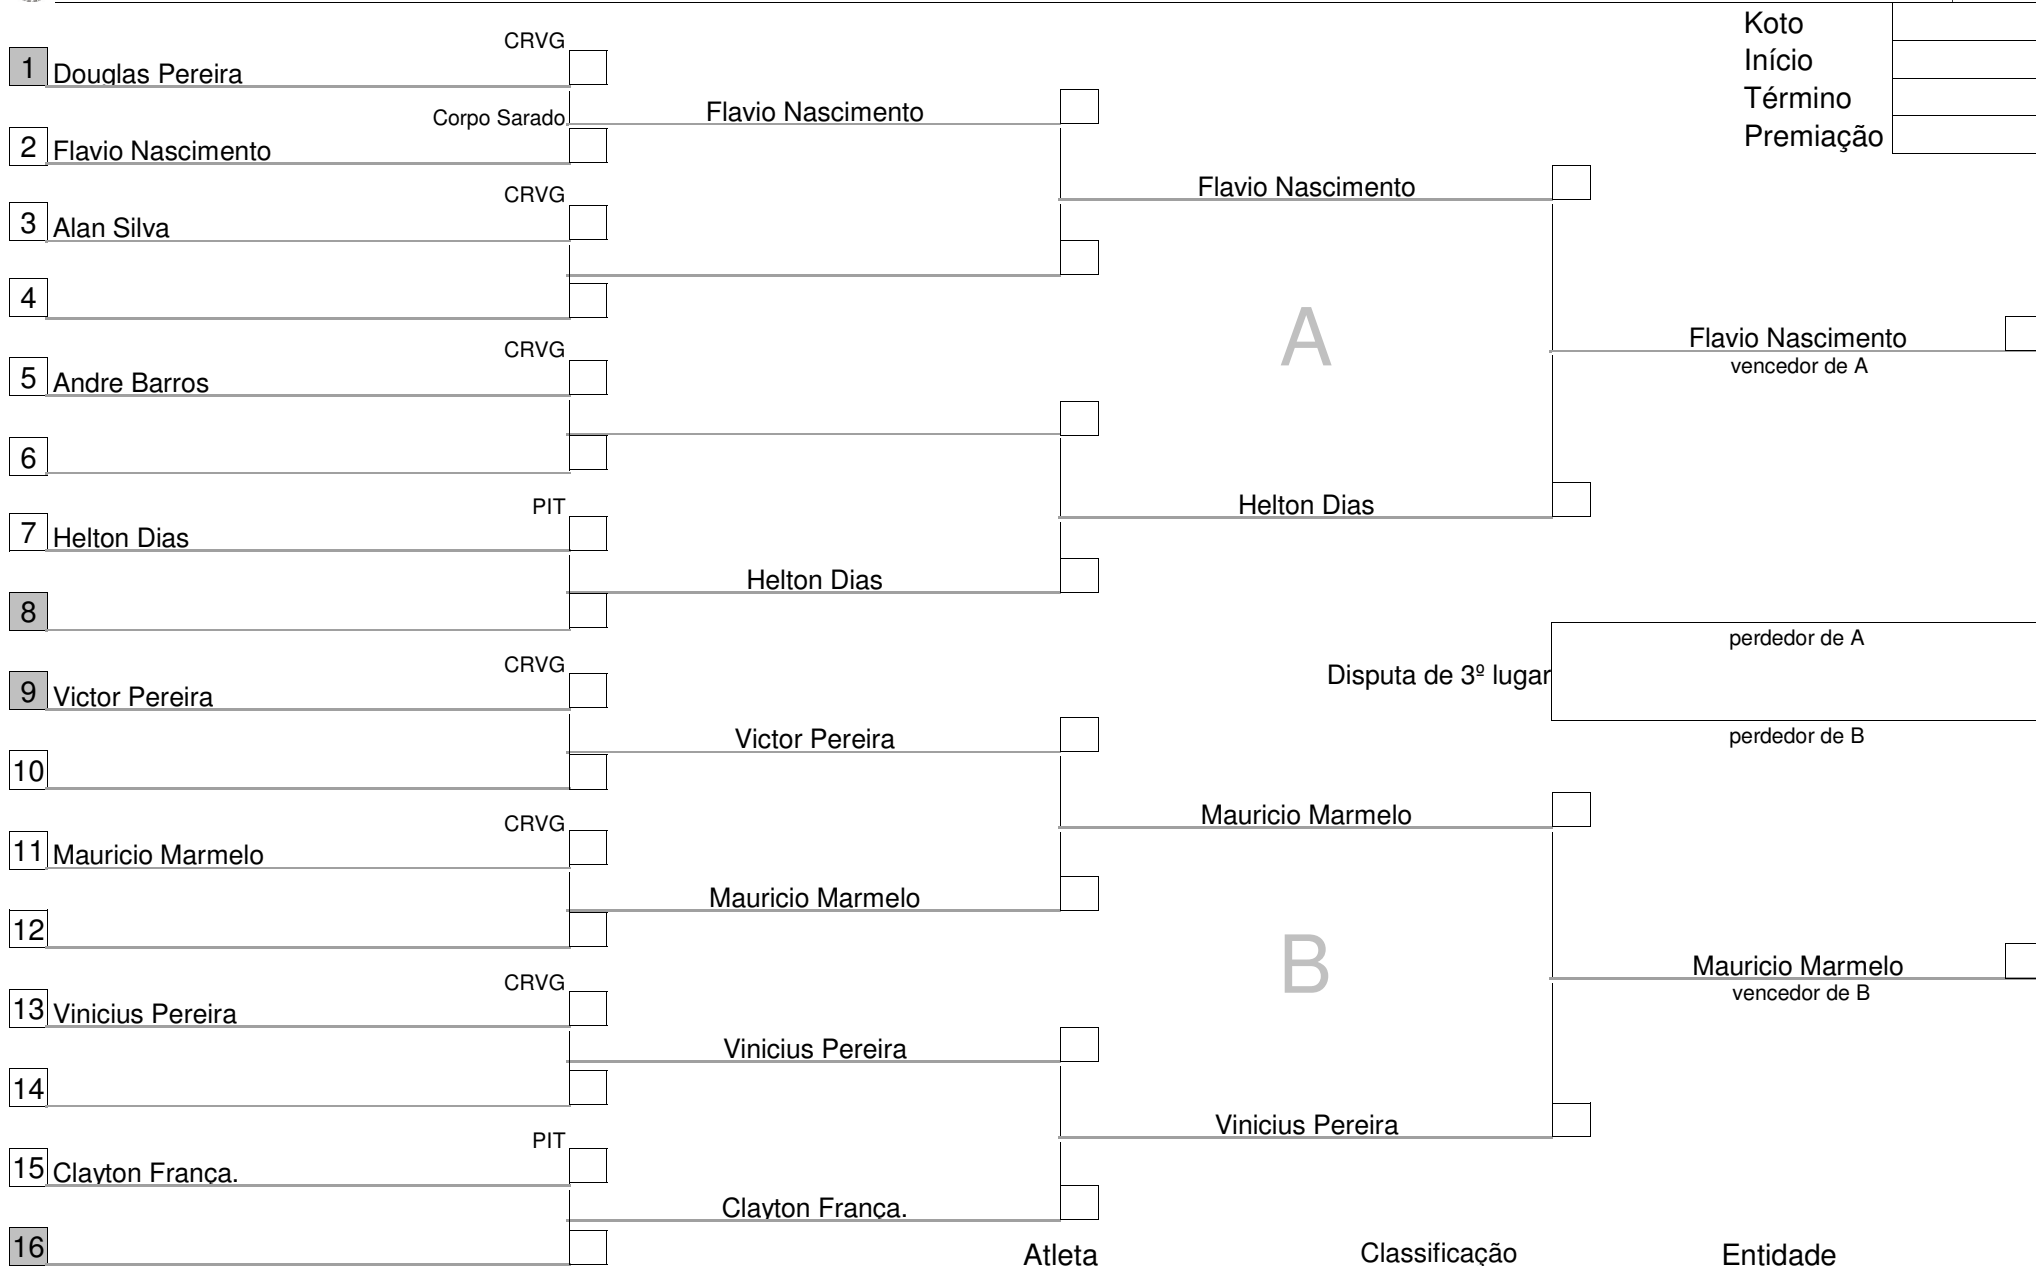 Koto
Início
Término
Premiação
CRVG
1 Douglas Pereira
Corpo Sarado
Flavio Nascimento
2 Flavio Nascimento
CRVG
Flavio Nascimento
3 Alan Silva
4
A
Flavio Nascimento
vencedor de A
CRVG
5 Andre Barros
6
PIT
Helton Dias
7 Helton Dias
Helton Dias
8
perdedor de A
CRVG
Disputa de 3º lugar
9 Victor Pereira
Victor Pereira
perdedor de B
10
CRVG
Mauricio Marmelo
11 Mauricio Marmelo
Mauricio Marmelo
12
B
Mauricio Marmelo
vencedor de B
CRVG
13 Vinicius Pereira
Vinicius Pereira
14
Vinicius Pereira
PIT
15 Clayton França.
Clayton França.
16
Atleta Classificação Entidade